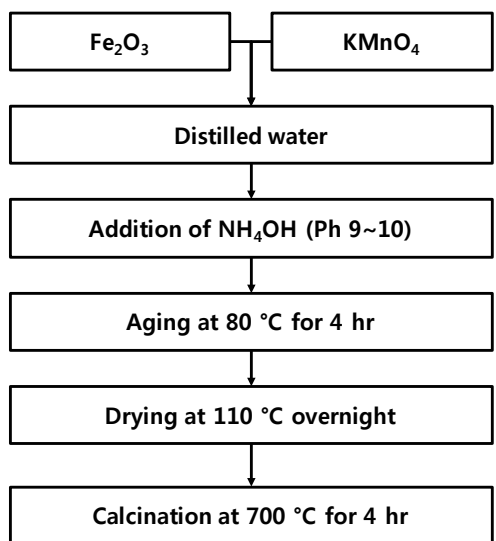 Fe₂O₃
KMnO₄
Distilled water
Addition of NH₄OH (Ph 9~10)
Aging at 80 °C for 4 hr
Drying at 110 °C overnight
Calcination at 700 °C for 4 hr